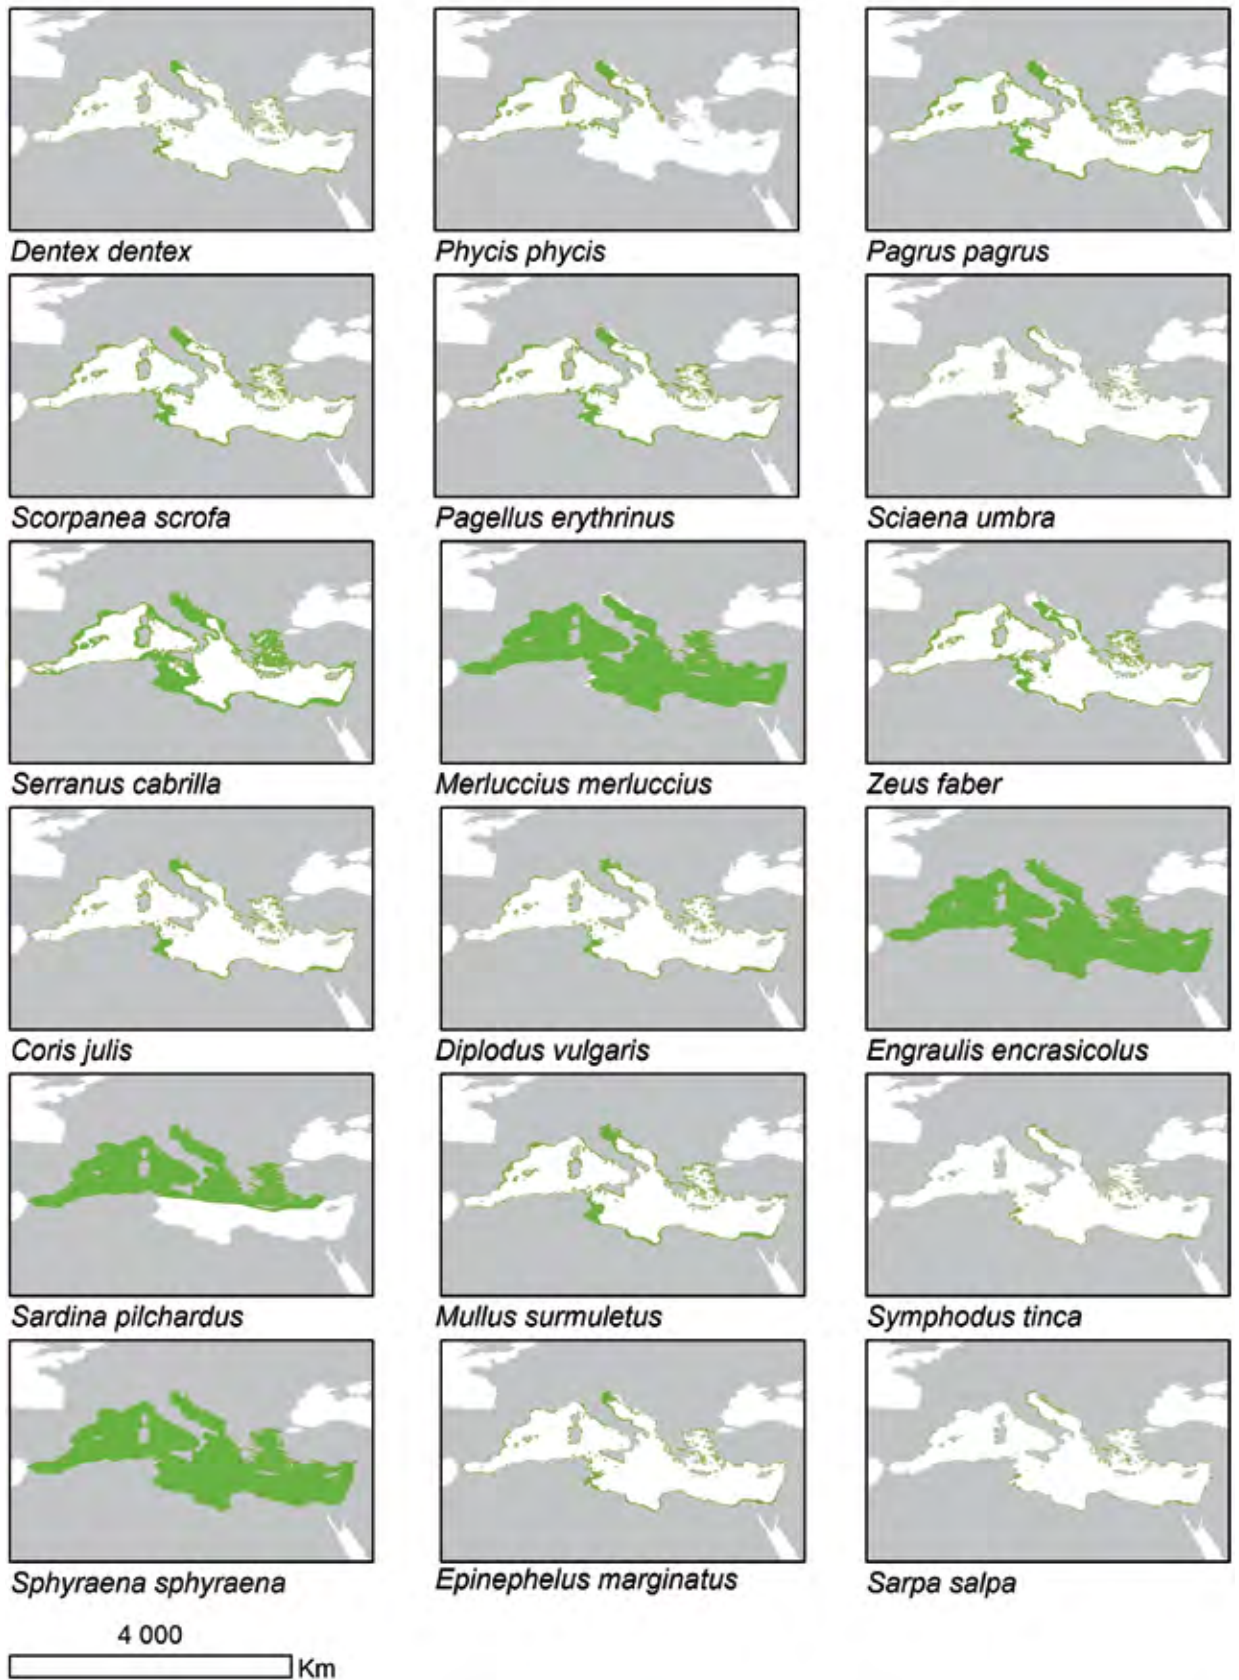 Dentex dentex
Phycis phycis
Pagrus pagrus
Scorpanea scrofa
Pagellus erythrinus
Sciaena umbra
Serranus cabrilla
Merluccius merluccius
Zeus faber
Coris julis
Diplodus vulgaris
Engraulis encrasicolus
Sardina pilchardus
Mullus surmuletus
Symphodus tinca
Sphyraena sphyraena
Epinephelus marginatus
Sarpa salpa
4 000
Km